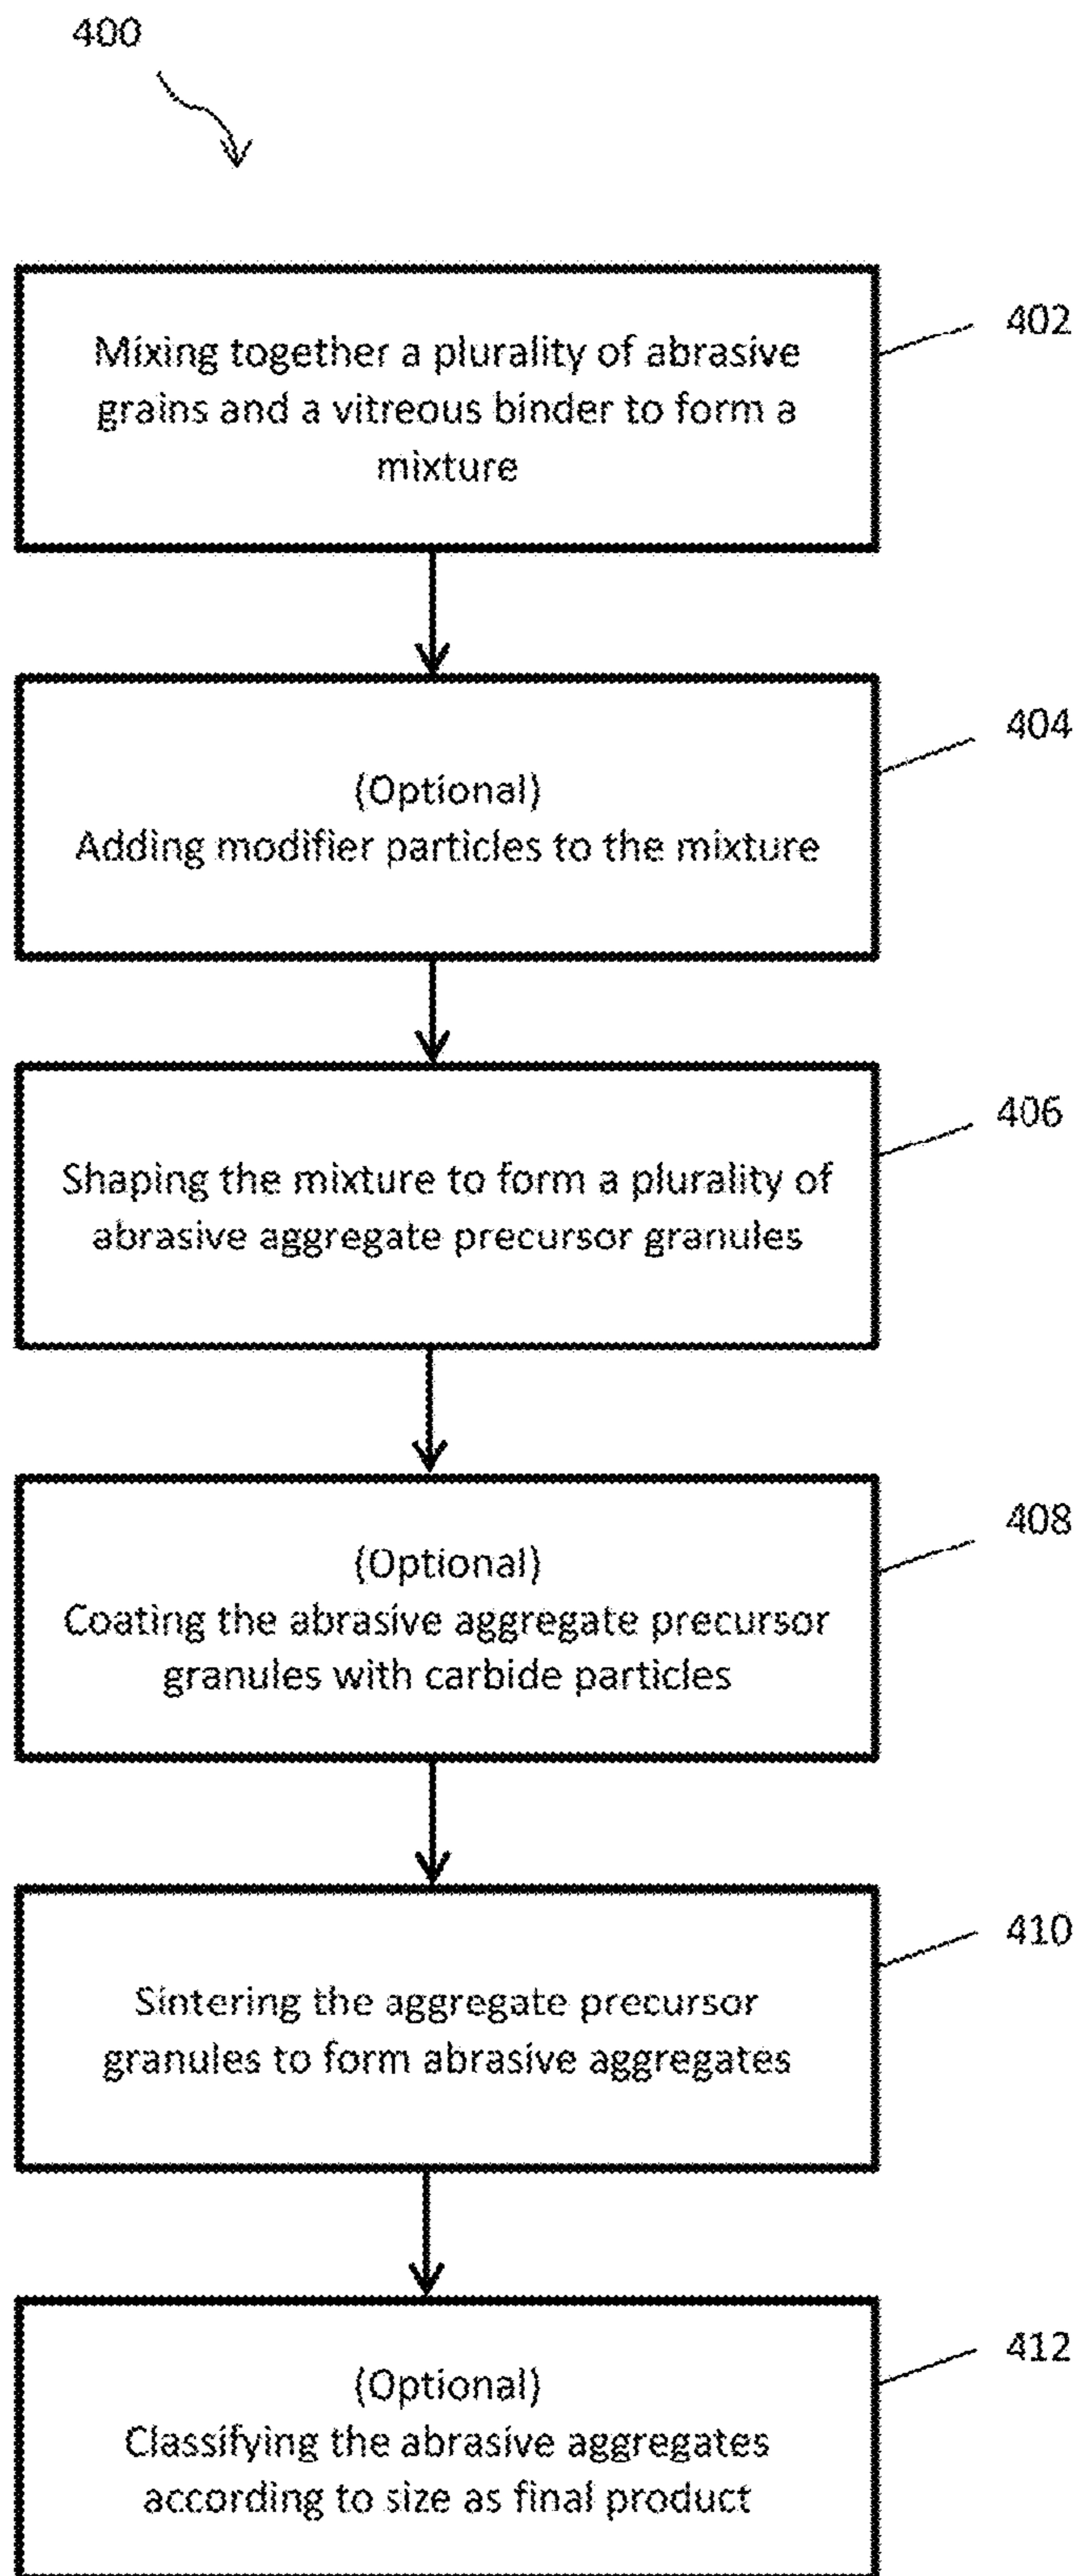 400
Mixing together a plurality of abrasive
grains and a vitreous binder to form a
mixture
402
(Optional)
Adding modifier particles to the mixture
404
Shaping the mixture to form a plurality of
abrasive aggregate precursor granules
406
(Optional)
Coating the abrasive aggregate precursor
granules with carbide particles
408
Sintering the aggregate precursor
granules to form abrasive aggregates
410
(Optional)
Classifying the abrasive aggregates
according to size as final product
412